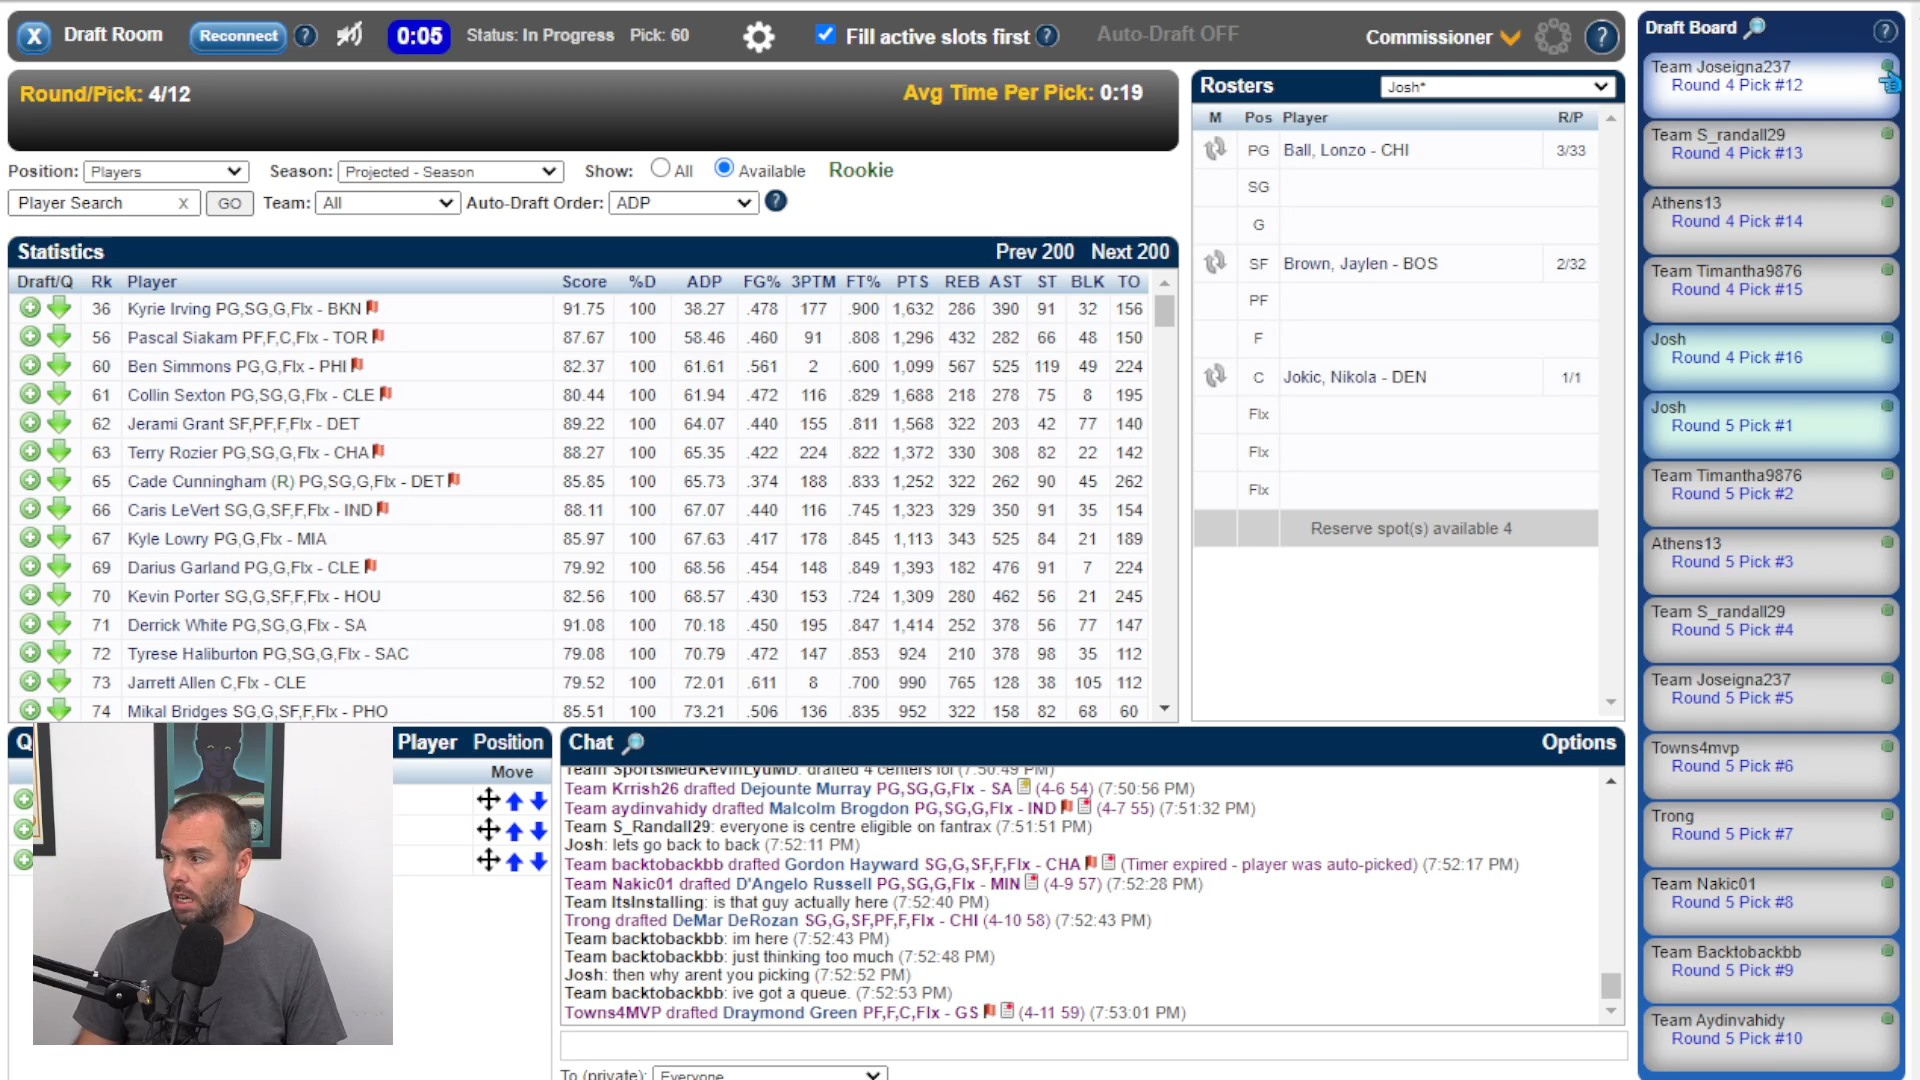 X Draft Room Reconnect ? 0:05 Status: In Progress Pick: 60 Fill active slots first ? Auto-Draft OFF Commissioner ?
Round/Pick: 4/12 Avg Time Per Pick: 0:19
Position: Players Season: Projected - Season Show: All Available Rookie
Player Search X GO Team: All Auto-Draft Order: ADP ?
Statistics Prev 200 Next 200
Draft/Q Rk Player Score %D ADP FG% 3PTM FT% PTS REB AST ST BLK TO
36 Kyrie Irving PG,SG,G,Flx - BKN 91.75 100 38.27 .478 177 .900 1,632 286 390 91 32 156
56 Pascal Siakam PF,F,C,Flx - TOR 87.67 100 58.46 .460 91 .808 1,296 432 282 66 48 150
60 Ben Simmons PG,G,Flx - PHI 82.37 100 61.61 .561 2 .600 1,099 567 525 119 49 224
61 Collin Sexton PG,SG,G,Flx - CLE 80.44 100 61.94 .472 116 .829 1,688 218 278 75 8 195
62 Jerami Grant SF,PF,F,Flx - DET 89.22 100 64.07 .440 155 .811 1,568 322 203 42 77 140
63 Terry Rozier PG,SG,G,Flx - CHA 88.27 100 65.35 .422 224 .822 1,372 330 308 82 22 142
65 Cade Cunningham (R) PG,SG,G,Flx - DET 85.85 100 65.73 .374 188 .833 1,252 322 262 90 45 262
66 Caris LeVert SG,G,SF,F,Flx - IND 88.11 100 67.07 .440 116 .745 1,323 329 350 91 35 154
67 Kyle Lowry PG,G,Flx - MIA 85.97 100 67.63 .417 178 .845 1,113 343 525 84 21 189
69 Darius Garland PG,G,Flx - CLE 79.92 100 68.56 .454 148 .849 1,393 182 476 91 7 224
70 Kevin Porter SG,G,SF,F,Flx - HOU 82.56 100 68.57 .430 153 .724 1,309 280 462 56 21 245
71 Derrick White PG,SG,G,Flx - SA 91.08 100 70.18 .450 195 .847 1,414 252 378 56 77 147
72 Tyrese Haliburton PG,SG,G,Flx - SAC 79.08 100 70.79 .472 147 .853 924 210 378 98 35 112
73 Jarrett Allen C,Flx - CLE 79.52 100 72.01 .611 8 .700 990 765 128 38 105 112
74 Mikal Bridges SG,G,SF,F,Flx - PHO 85.51 100 73.21 .506 136 .835 952 322 158 82 68 60
Rosters Josh*
M Pos Player R/P
PG Ball, Lonzo - CHI 3/33
SG
G
SF Brown, Jaylen - BOS 2/32
PF
F
C Jokic, Nikola - DEN 1/1
Flx
Flx
Flx
Reserve spot(s) available 4
Q Player Position
Move
Chat Options
Team SportsMedKevinLyuMD: drafted 4 centers lol (7:50:49 PM)
Team Krrish26 drafted Dejounte Murray PG,SG,G,Flx - SA (4-6 54) (7:50:56 PM)
Team aydinvahidy drafted Malcolm Brogdon PG,SG,G,Flx - IND (4-7 55) (7:51:32 PM)
Team S_Randall29: everyone is centre eligible on fantrax (7:51:51 PM)
Josh: lets go back to back (7:52:11 PM)
Team backtobackbb drafted Gordon Hayward SG,G,SF,F,Flx - CHA (Timer expired - player was auto-picked) (7:52:17 PM)
Team Nakic01 drafted D'Angelo Russell PG,SG,G,Flx - MIN (4-9 57) (7:52:28 PM)
Team ItsInstalling: is that guy actually here (7:52:40 PM)
Trong drafted DeMar DeRozan SG,G,SF,PF,F,Flx - CHI (4-10 58) (7:52:43 PM)
Team backtobackbb: im here (7:52:43 PM)
Team backtobackbb: just thinking too much (7:52:48 PM)
Josh: then why arent you picking (7:52:52 PM)
Team backtobackbb: ive got a queue. (7:52:53 PM)
Towns4MVP drafted Draymond Green PF,F,C,Flx - GS (4-11 59) (7:53:01 PM)
To (private): Everyone
Draft Board ?
Team Joseigna237
Round 4 Pick #12
Team S_randall29
Round 4 Pick #13
Athens13
Round 4 Pick #14
Team Timantha9876
Round 4 Pick #15
Josh
Round 4 Pick #16
Josh
Round 5 Pick #1
Team Timantha9876
Round 5 Pick #2
Athens13
Round 5 Pick #3
Team S_randall29
Round 5 Pick #4
Team Joseigna237
Round 5 Pick #5
Towns4mvp
Round 5 Pick #6
Trong
Round 5 Pick #7
Team Nakic01
Round 5 Pick #8
Team Backtobackbb
Round 5 Pick #9
Team Aydinvahidy
Round 5 Pick #10